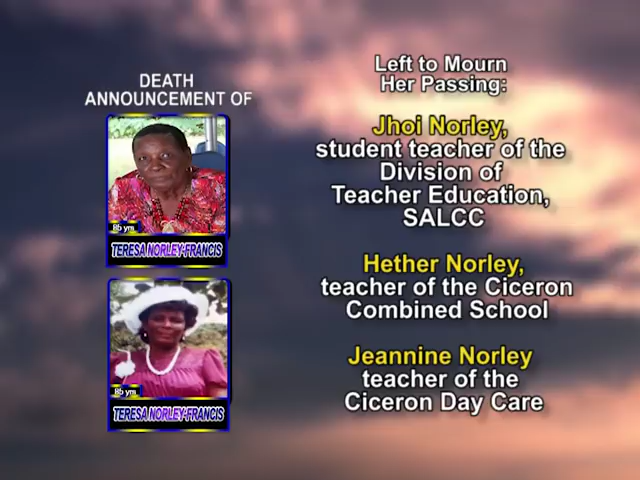 DEATH
ANNOUNCEMENT OF
85 yrs
TERESA NORLEY-FRANCIS
85 yrs
TERESA NORLEY-FRANCIS
Left to Mourn
Her Passing:
Jhoi Norley,
student teacher of the
Division of
Teacher Education,
SALCC
Hether Norley,
teacher of the Ciceron
Combined School
Jeannine Norley
teacher of the
Ciceron Day Care